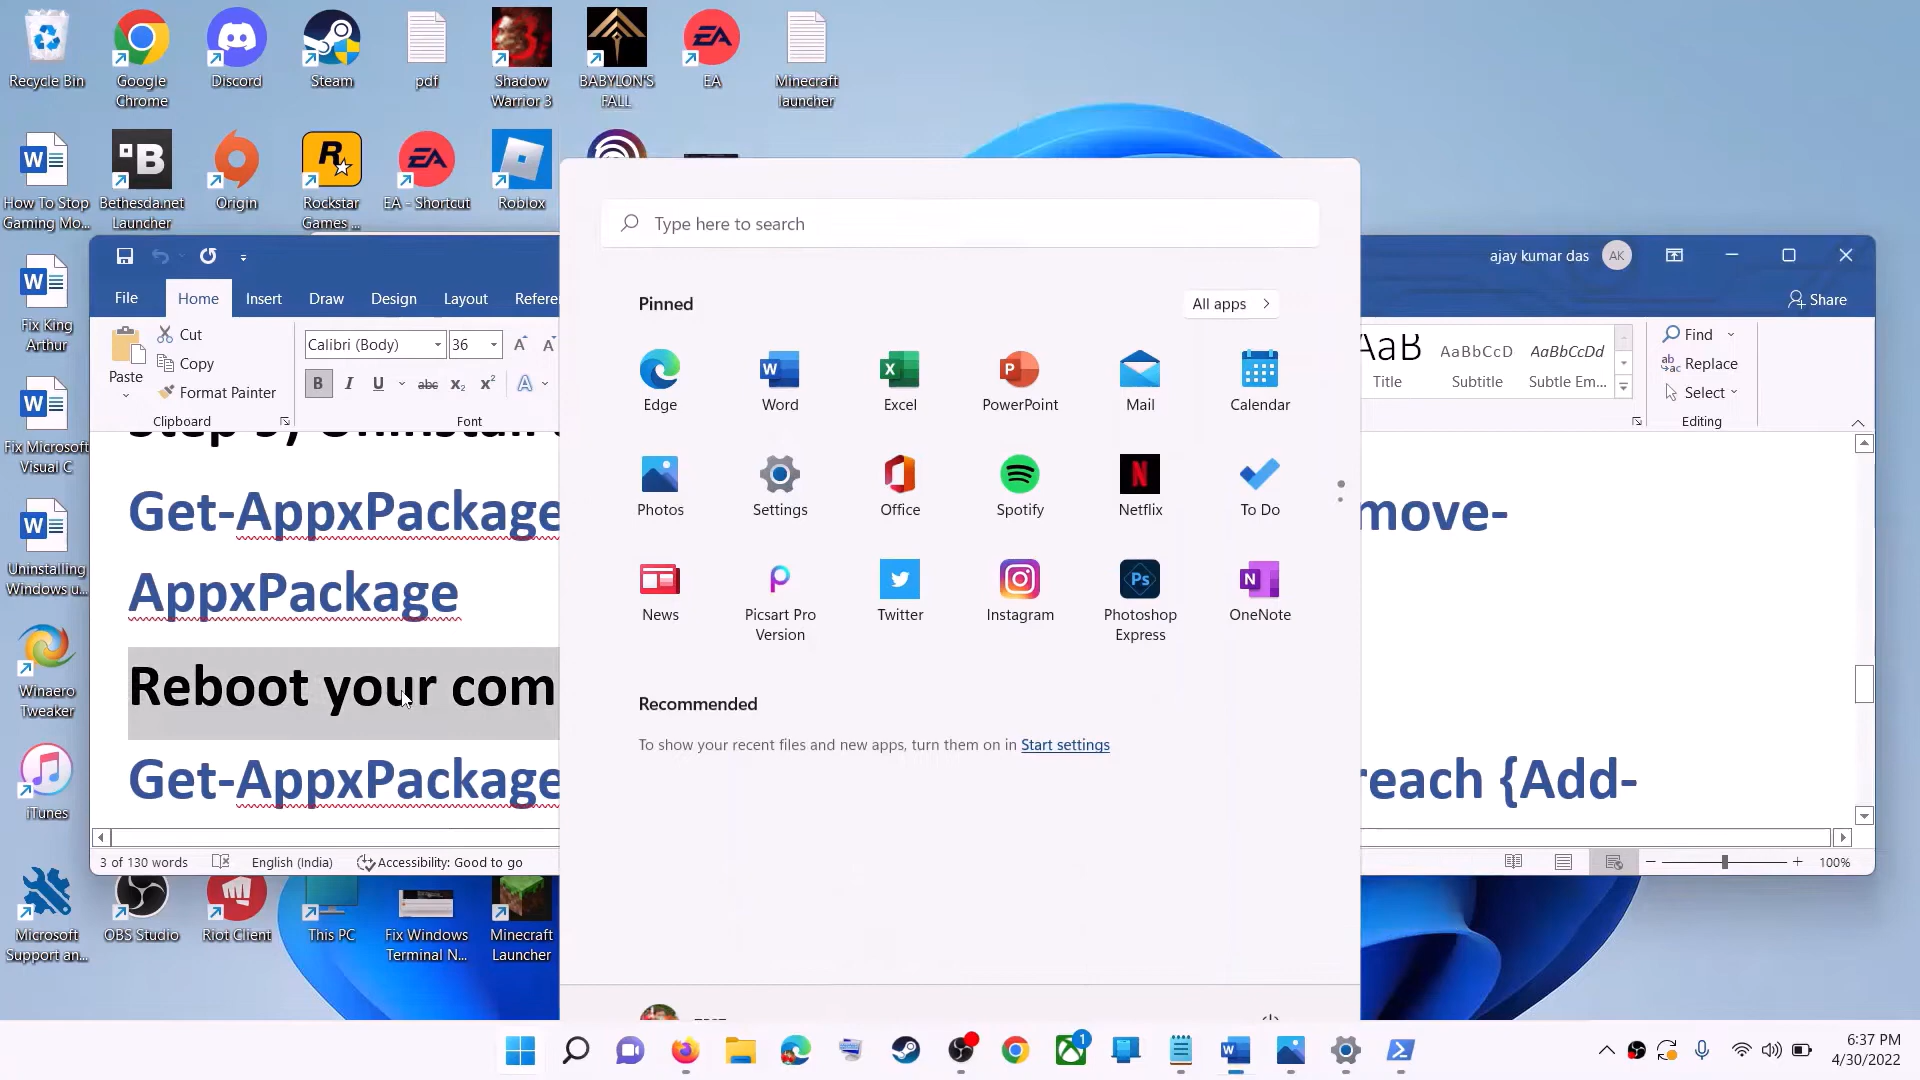 Recycle Bin
Google Chrome
Discord
Steam
pdf
Shadow Warrior 3
BABYLON'S FALL
EA
Minecraft launcher
How To Stop Gaming Mo...
Bethesda.net Launcher
Origin
Rockstar Games ...
EA - Shortcut
Roblox
Type here to search
ajay kumar das
AK
File
Home
Insert
Draw
Design
Layout
Refere
Share
Fix King Arthur
Pinned
All apps >
Paste
Cut
Copy
Format Painter
Calibri (Body)
36
Clipboard
Font
Edge
Word
Excel
PowerPoint
Mail
Calendar
AaB
AaBbCcD
AaBbCcDd
Title
Subtitle
Subtle Em...
Find
Replace
Select
Editing
Fix Microsoft Visual C
Get-AppxPackage
move-
AppxPackage
Photos
Settings
Office
Spotify
Netflix
To Do
Uninstalling Windows u...
News
Picsart Pro Version
Twitter
Instagram
Photoshop Express
OneNote
Winaero Tweaker
Reboot your com
Recommended
To show your recent files and new apps, turn them on in Start settings
iTunes
Get-AppxPackage
reach {Add-
3 of 130 words
English (India)
Accessibility: Good to go
100%
Microsoft Support an...
OBS Studio
Riot Client
This PC
Fix Windows Terminal N...
Minecraft Launcher
1
6:37 PM
4/30/2022